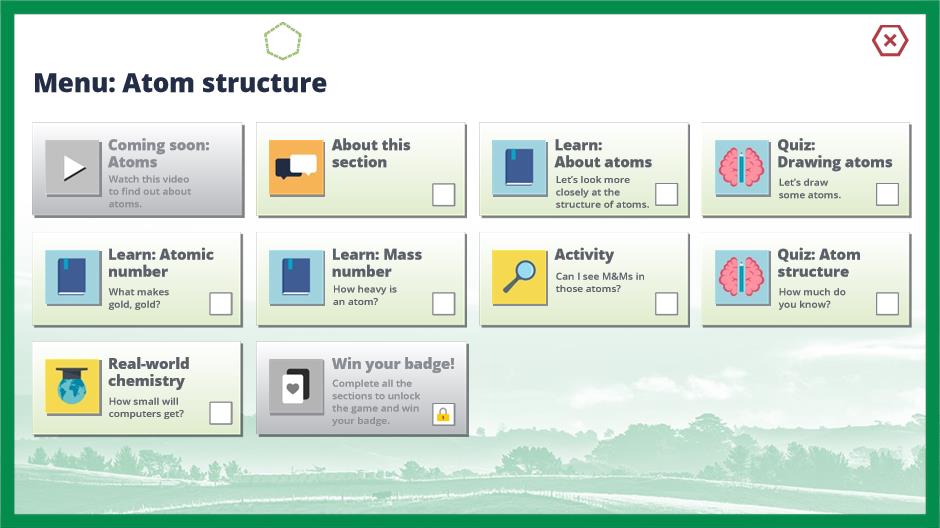 Menu: Atom structure
Coming soon:
Atoms
Watch this video
to find out about
atoms.
About this
section
Learn:
About atoms
Let's look more
closely at the
structure of atoms.
Quiz:
Drawing atoms
Let's draw
some atoms.
Learn: Atomic
number
What makes
gold, gold?
Learn: Mass
number
How heavy is
an atom?
Activity
Can I see M&Ms in
those atoms?
Quiz: Atom
structure
How much do
you know?
Real-world
chemistry
How small will
computers get?
Win your badge!
Complete all the
sections to unlock
the game and win
your badge.